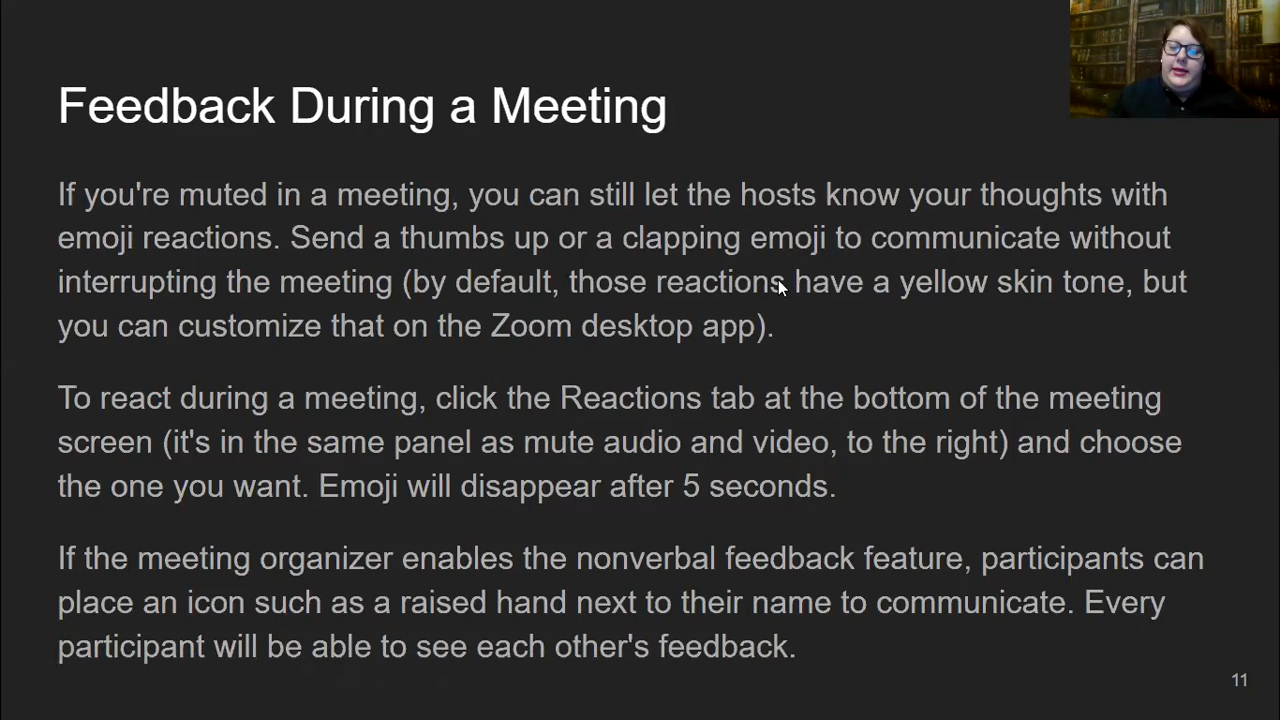 Feedback During a Meeting
If you're muted in a meeting, you can still let the hosts know your thoughts with
emoji reactions. Send a thumbs up or a clapping emoji to communicate without
interrupting the meeting (by default, those reactions have a yellow skin tone, but
you can customize that on the Zoom desktop app).
To react during a meeting, click the Reactions tab at the bottom of the meeting
screen (it's in the same panel as mute audio and video, to the right) and choose
the one you want. Emoji will disappear after 5 seconds.
If the meeting organizer enables the nonverbal feedback feature, participants can
place an icon such as a raised hand next to their name to communicate. Every
participant will be able to see each other's feedback.
11